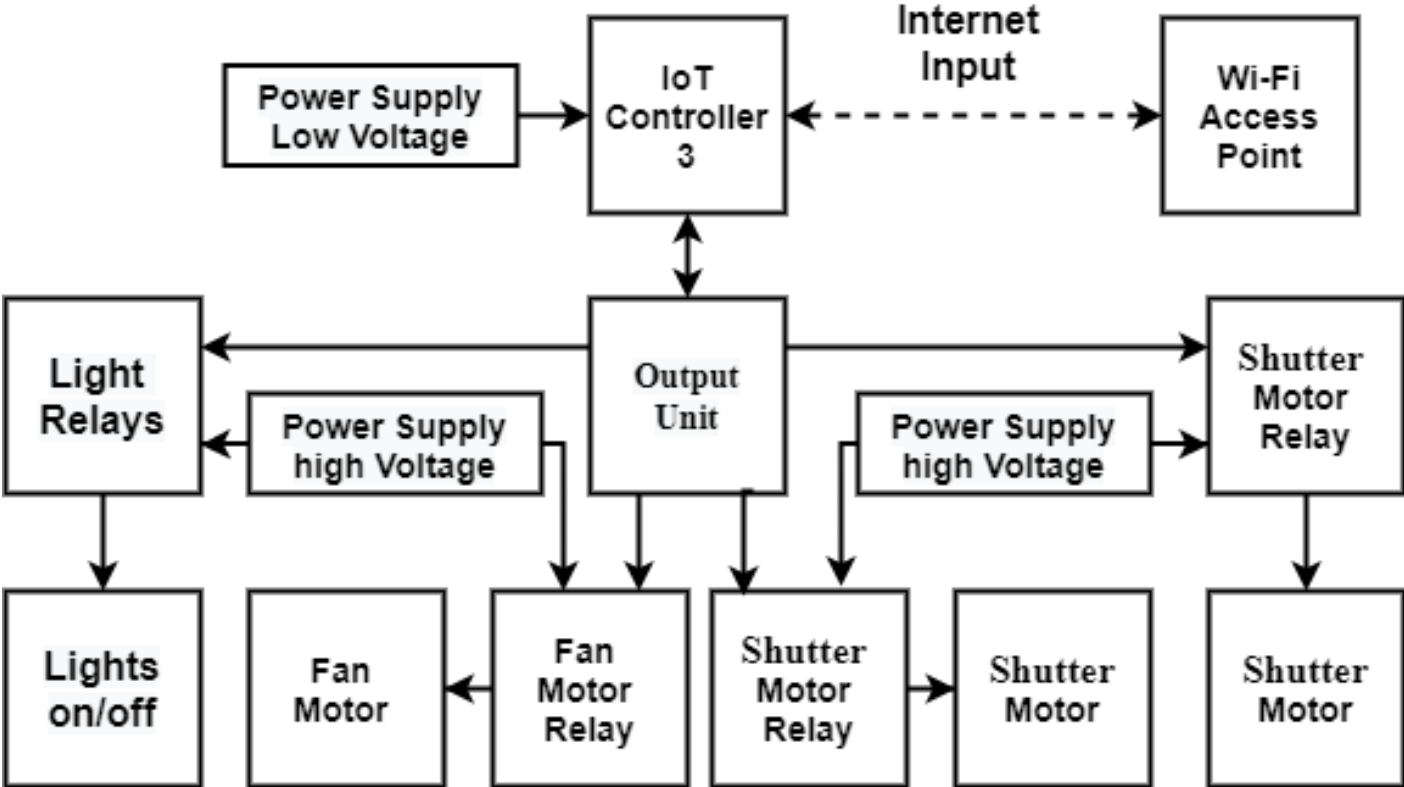 Internet
Input
Power Supply
Low Voltage
IoT
Controller
3
Wi-Fi
Access
Point
Light
Relays
Power Supply
high Voltage
Output
Unit
Power Supply
high Voltage
Shutter
Motor
Relay
Lights
on/off
Fan
Motor
Fan
Motor
Relay
Shutter
Motor
Relay
Shutter
Motor
Shutter
Motor